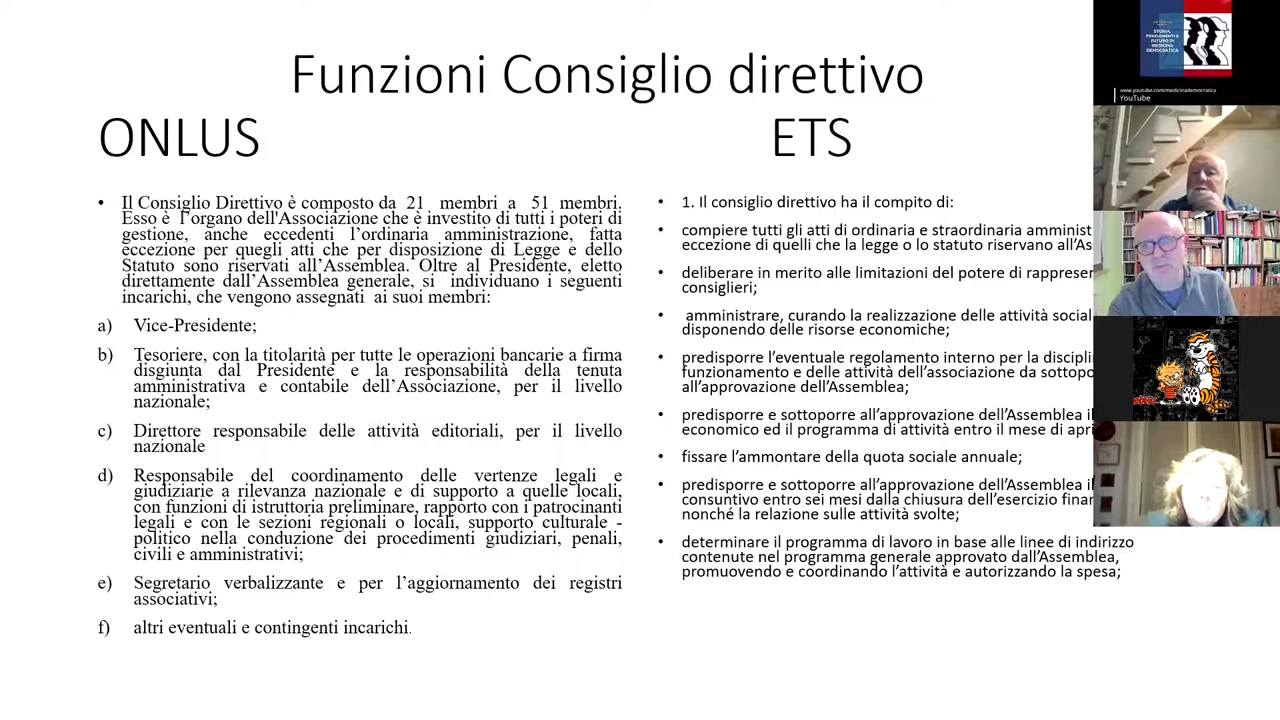 Funzioni Consiglio direttivo
ONLUS
ETS
• Il Consiglio Direttivo è composto da 21 membri a 51 membri.
Esso è l'organo dell'Associazione che è investito di tutti i poteri di
gestione, anche eccedenti l'ordinaria amministrazione, fatta
eccezione per quegli atti che per disposizione di Legge e dello
Statuto sono riservati all'Assemblea. Oltre al Presidente, eletto
direttamente dall'Assemblea generale, si individuano i seguenti
incarichi, che vengono assegnati ai suoi membri:
a) Vice-Presidente;
b) Tesoriere, con la titolarità per tutte le operazioni bancarie a firma
disgiunta dal Presidente e la responsabilità della tenuta
amministrativa e contabile dell'Associazione, per il livello
nazionale;
c) Direttore responsabile delle attività editoriali, per il livello
nazionale
d) Responsabile del coordinamento delle vertenze legali e
giudiziarie a rilevanza nazionale e di supporto a quelle locali,
con funzioni di istruttoria preliminare, rapporto con i patrocinanti
legali e con le sezioni regionali o locali, supporto culturale -
politico nella conduzione dei procedimenti giudiziari, penali,
civili e amministrativi;
e) Segretario verbalizzante e per l'aggiornamento dei registri
associativi;
f) altri eventuali e contingenti incarichi.
• 1. Il consiglio direttivo ha il compito di:
• compiere tutti gli atti di ordinaria e straordinaria amminist
eccezione di quelli che la legge o lo statuto riservano all'As
• deliberare in merito alle limitazioni del potere di rappreser
consiglieri;
• amministrare, curando la realizzazione delle attività social
disponendo delle risorse economiche;
• predisporre l'eventuale regolamento interno per la disciplin
funzionamento e delle attività dell'associazione da sottopo
all'approvazione dell'Assemblea;
• predisporre e sottoporre all'approvazione dell'Assemblea il
economico ed il programma di attività entro il mese di apri
• fissare l'ammontare della quota sociale annuale;
• predisporre e sottoporre all'approvazione dell'Assemblea il
consuntivo entro sei mesi dalla chiusura dell'esercizio finan
nonché la relazione sulle attività svolte;
• determinare il programma di lavoro in base alle linee di indirizzo
contenute nel programma generale approvato dall'Assemblea,
promuovendo e coordinando l'attività e autorizzando la spesa;
STORIA,
FONDAMENTI E
FUTURO DI
MEDICINA
DEMOCRATICA
www.youtube.com/medicinademocratica
YouTube